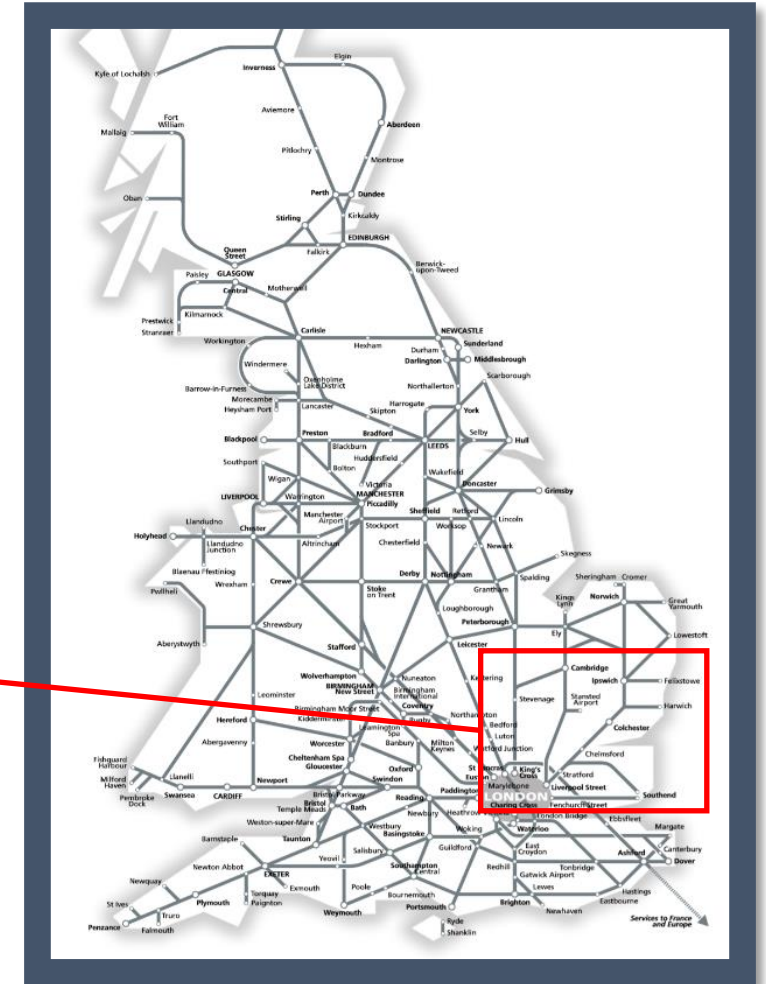 Elgin
Inverness
Kyle of Lochalsh
Aviemore
Fort
William
Aberdeen
Mallaig
Pitlochry
Montrose
Perth
Dundee
Oban
Stirling
Kirkcaldy
EDINBURGH
Queen
Street
Falkirk
Berwick-
upon-Tweed
Paisley
GLASGOW
Central
Motherwell
Prestwick
Kilmarnock
Stranraer
Carlisle
NEWCASTLE
Workington
Hexham
Sunderland
Durham
Darlington
Middlesbrough
Windermere
Scarborough
Oxenholme
Lake District
Barrow-in-Furness
Northallerton
Morecambe
Harrogate
Heysham Port
Lancaster
Skipton
York
Blackpool
Preston
Bradford
Selby
Blackburn
LEEDS
Hull
Huddersfield
Southport
Bolton
Wakefield
Wigan
Victoria
Doncaster
MANCHESTER
LIVERPOOL
Warrington
Piccadilly
Grimsby
Manchester
Airport
Sheffield
Retford
Llandudno
Stockport
Worksop
Lincoln
Chester
Holyhead
Llandudno
Junction
Altrincham
Chesterfield
Newark
Skegness
Blaenau Ffestiniog
Wrexham
Crewe
Derby
Nottingham
Spalding
Sheringham
Cromer
Pwllheli
Stoke
on Trent
Grantham
Kings
Lynn
Norwich
Great
Yarmouth
Loughborough
Shrewsbury
Peterborough
Ely
Lowestoft
Aberystwyth
Stafford
Leicester
Wolverhampton
Nuneaton
Kettering
Cambridge
BIRMINGHAM
New Street
Birmingham
International
Ipswich
Felixstowe
Leominster
Coventry
Stevenage
Stansted
Airport
Birmingham Moor Street
Rugby
Northampton
Harwich
Hereford
Kidderminster
Leamington
Spa
Bedford
Colchester
Abergavenny
Worcester
Banbury
Milton
Keynes
Luton
Watford Junction
Chelmsford
Cheltenham Spa
Fishguard
Harbour
Gloucester
Oxford
St Pancras
King's
Cross
Stratford
Milford
Haven
Llanelli
Newport
Swindon
Euston
Marylebone
Liverpool Street
Pembroke
Dock
Swansea
CARDIFF
Bristol Parkway
Reading
Paddington
LONDON
Southend
Bristol
Temple Meads
Bath
Newbury
Heathrow
Charing Cross
Fenchurch Street
Weston-super-Mare
London Bridge
Ebbsfleet
Waterloo
Westbury
Basingstoke
Woking
Margate
Barnstaple
Taunton
Salisbury
Guildford
East
Croydon
Canterbury
Newton Abbot
Yeovil
Southampton
Central
Redhill
Tonbridge
Ashford
Dover
Newquay
EXETER
Gatwick Airport
Exmouth
Poole
Lewes
Hastings
St Ives
Plymouth
Torquay
Paignton
Bournemouth
Portsmouth
Brighton
Eastbourne
Truro
Weymouth
Newhaven
Penzance
Falmouth
Ryde
Shanklin
Services to France
and Europe